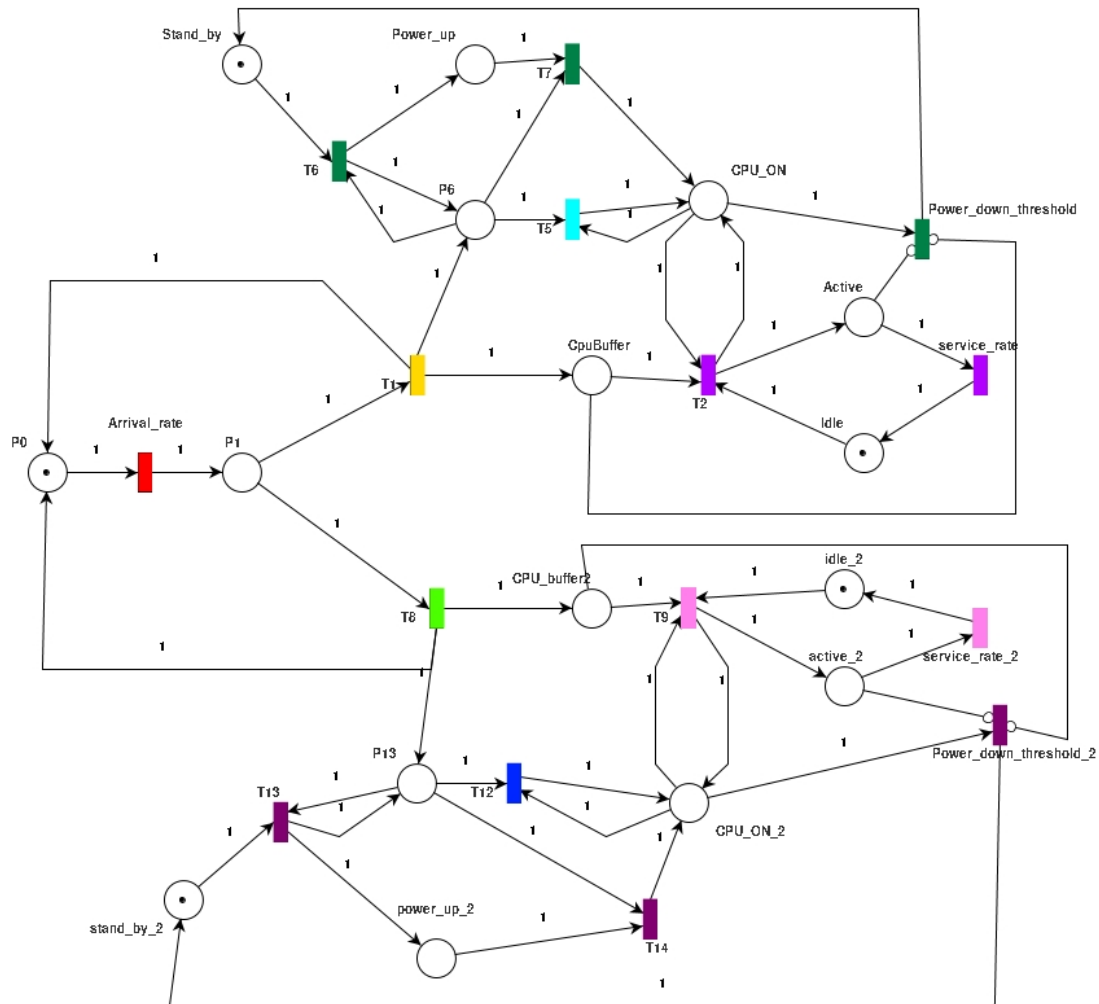 Stand_by
Power_up
1
T7
1
1
1
1
T6
1
P6
1
1
1
T5
1
CPU_ON
1
Power_down_threshold
1
1
1
1
Active
1
1
service_rate
CpuBuffer
1
1
T1
T2
1
1
1
Idle
Arrival_rate
P0
1
1
P1
1
CPU_buffer2
1
1
T8
T9
1
idle_2
1
1
active_2
1
service_rate_2
1
1
1
1
P13
1
1
T12
1
1
CPU_ON_2
1
Power_down_threshold_2
T13
1
1
1
1
1
1
stand_by_2
power_up_2
1
T14
1